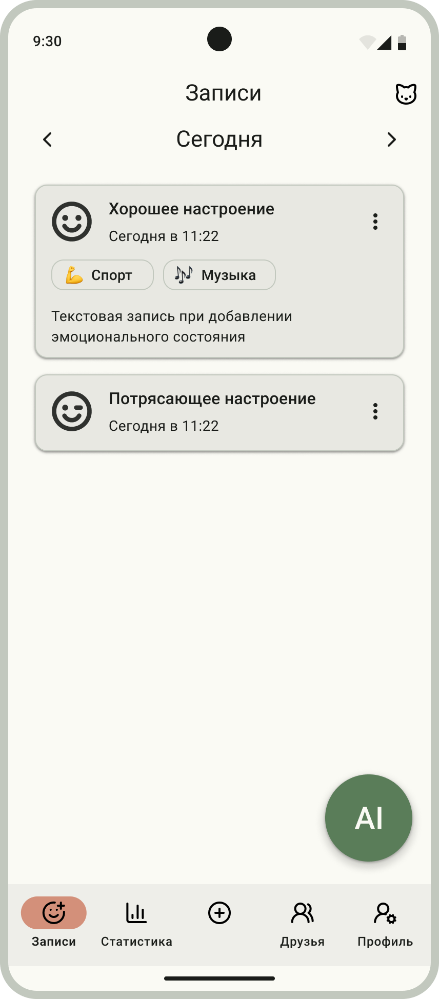 9:30
Записи
Сегодня
Хорошее настроение
Сегодня в 11:22
Спорт
Музыка
Текстовая запись при добавлении
эмоционального состояния
Потрясающее настроение
Сегодня в 11:22
AI
Записи
Статистика
Друзья
Профиль